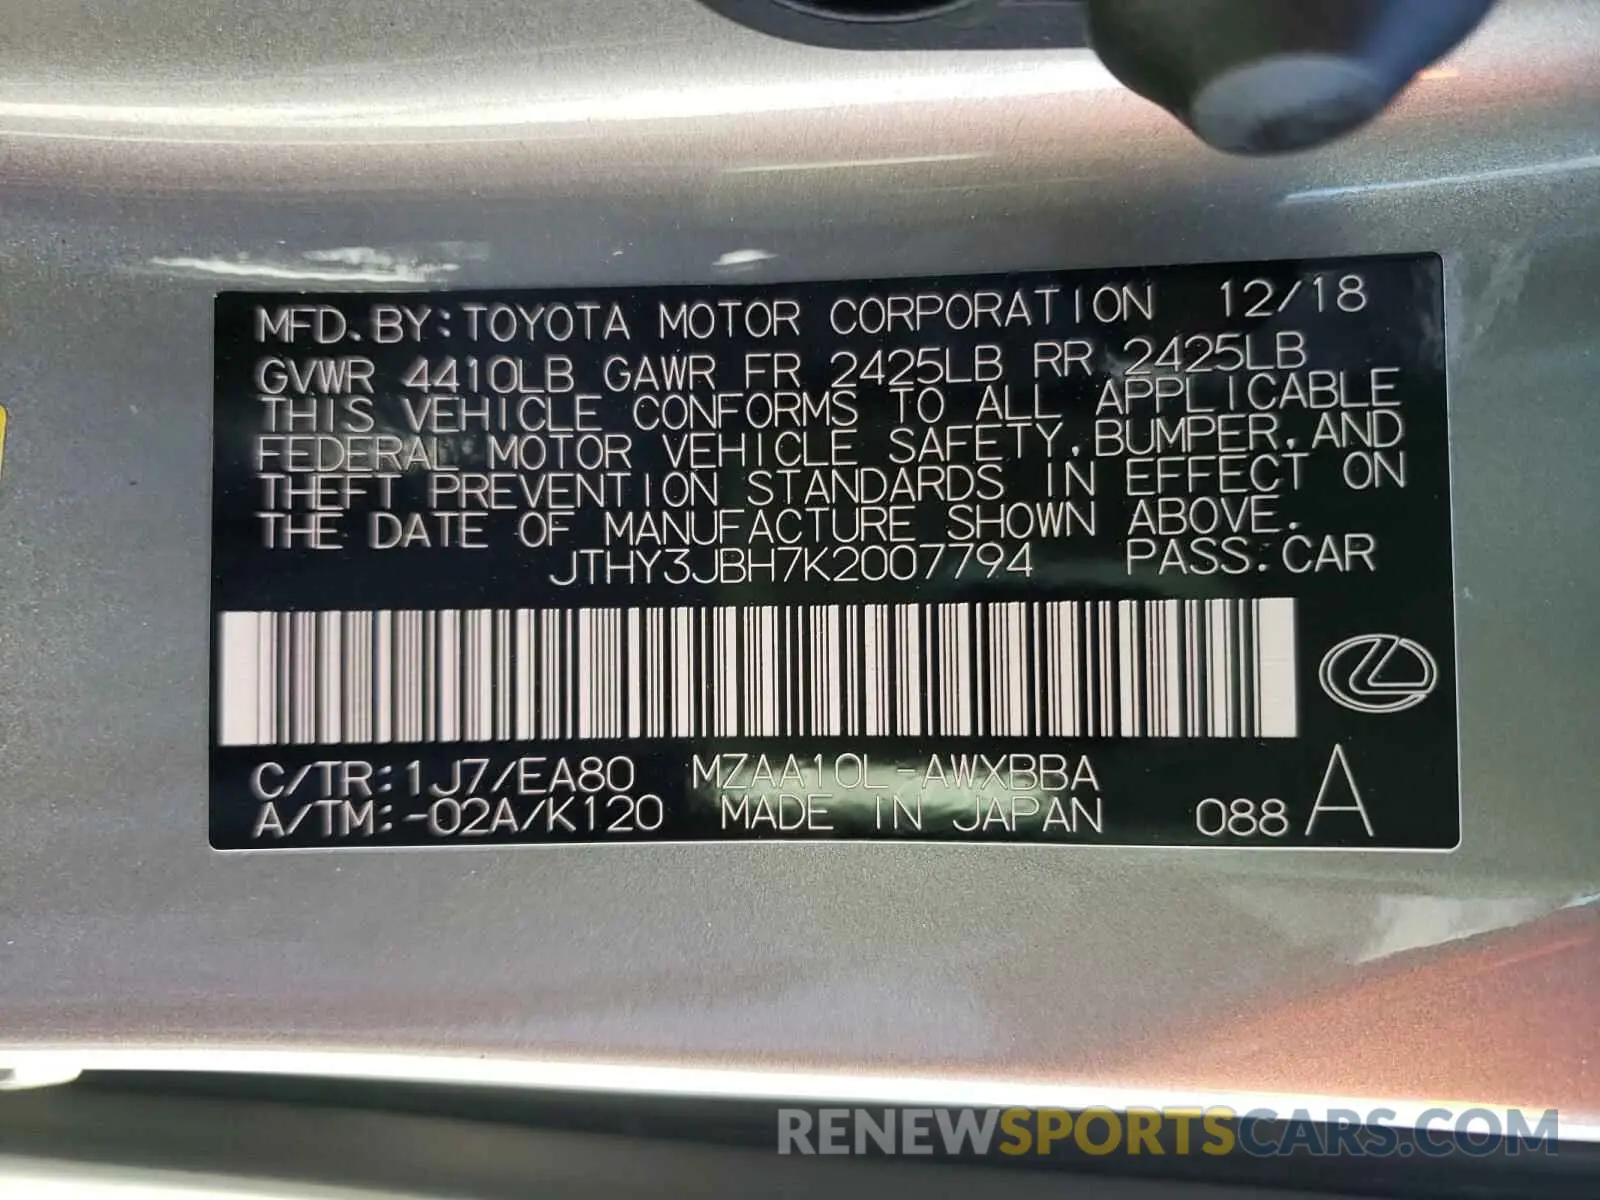 MFD. BY: TOYOTA MOTOR CORPORATION 12/18
GVWR 4410LB GAWR FR 2425LB RR 2425LB
THIS VEHICLE CONFORMS TO ALL APPLICABLE
FEDERAL MOTOR VEHICLE SAFETY, BUMPER, AND
THEFT PREVENTION STANDARDS IN EFFECT ON
THE DATE OF MANUFACTURE SHOWN ABOVE.
JTHY3JBH7K2007794 PASS. CAR
C/TR: 1J7/EA80 MZAA10L-AWXBBA
A/TM: -02A/K120 MADE IN JAPAN 088 A
RENEWSPORTSCARS.COM